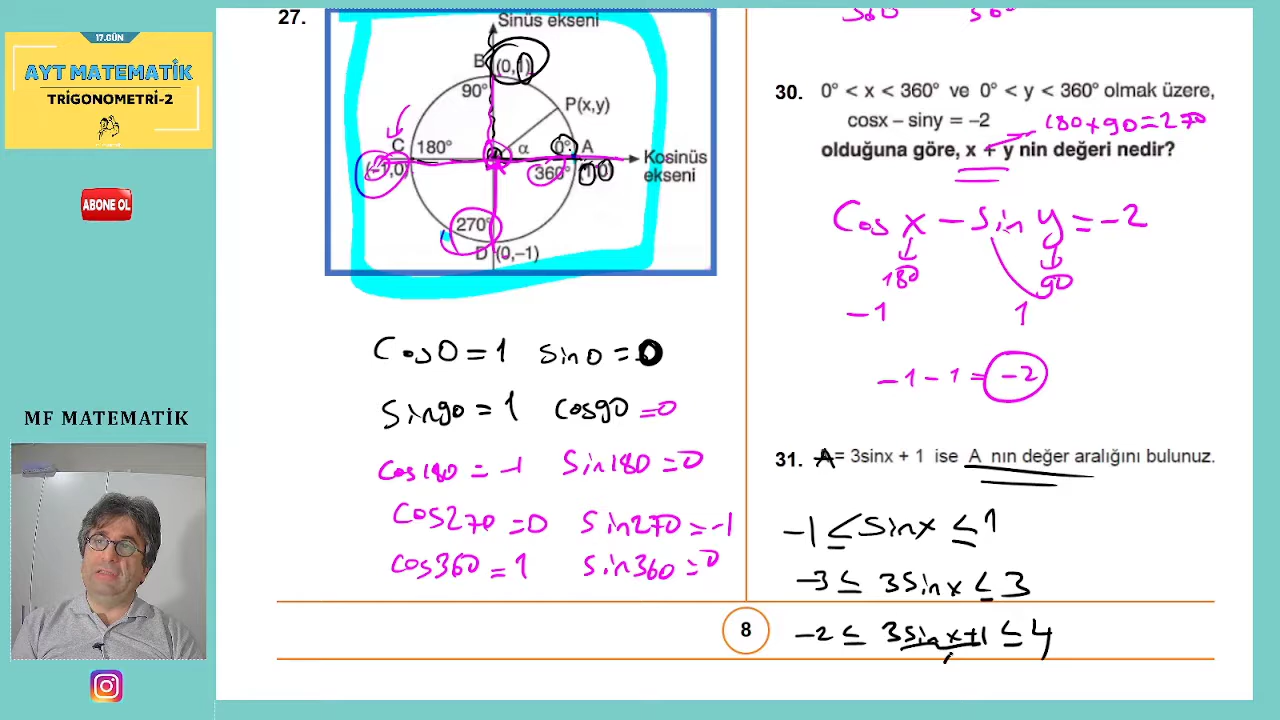 17.GÜN
AYT MATEMATİK
TRİGONOMETRİ-2
ABONE OL
MF MATEMATİK
27.
Sinüs ekseni
B (0,1)
90°
P(x,y)
C 180° α 0° A
Kosinüs
ekseni
(-1,0) 360° (1,0)
270°
D (0,-1)
Cos0 = 1 sin0 = 0
Sin90 = 1 cos90 = 0
cos180 = -1 Sin180 = 0
Cos270 = 0 Sin270 = -1
cos360 = 1 sin360 = 0
8
360 360
30. 0° < x < 360° ve 0° < y < 360° olmak üzere,
cosx – siny = –2
180+90=270
olduğuna göre, x + y nin değeri nedir?
Cos x - sin y = -2
180 90
-1 1
-1 - 1 = -2
31. A = 3sinx + 1 ise A nın değer aralığını bulunuz.
-1 ≤ sinx ≤ 1
-3 ≤ 3sinx ≤ 3
-2 ≤ 3sinx+1 ≤ 4